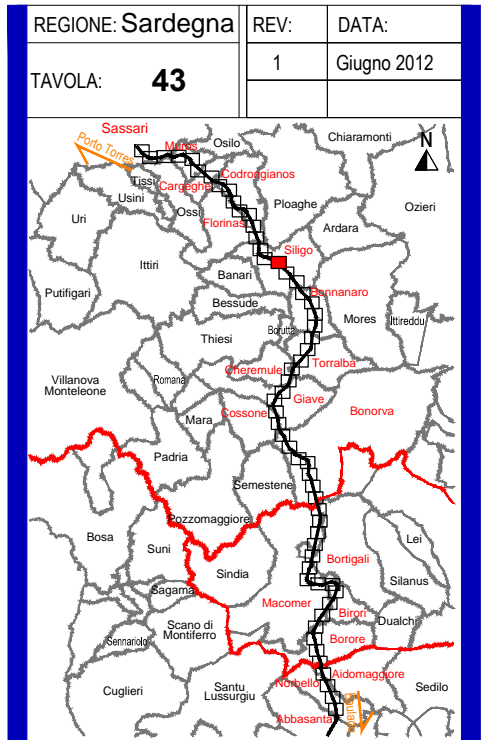 REGIONE: Sardegna
REV:
DATA:
TAVOLA: 43
1
Giugno 2012
Sassari
Porto Torres
Muros
Osilo
Chiaramonti
N
Tissi
Cargeghe
Codrongianos
Usini
Ossi
Ploaghe
Ozieri
Uri
Florinas
Ardara
Siligo
Ittiri
Banari
Putifigari
Bessude
Bonnanaro
Mores
Ittireddu
Thiesi
Borutta
Cheremule
Torralba
Villanova
Monteleone
Romana
Giave
Cossone
Bonorva
Mara
Padria
Semestene
Pozzomaggiore
Bosa
Suni
Lei
Bortigali
Sindia
Silanus
Sagama
Macomer
Birori
Dualchi
Scano di
Montiferro
Sennariolo
Borore
Norbello
Aidomaggiore
Sedilo
Cuglieri
Santu
Lussurgiu
Abbasanta